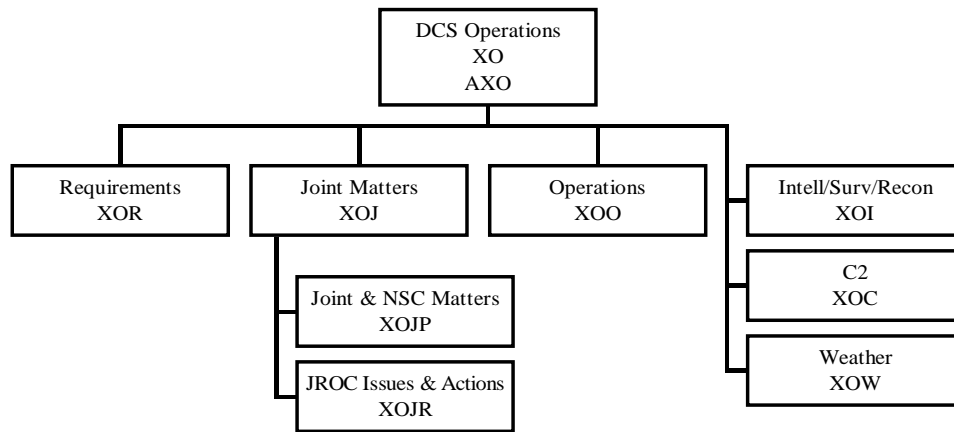 DCS Operations
XO
AXO
Requirements
XOR
Joint Matters
XOJ
Operations
XOO
Intell/Surv/Recon
XOI
Joint & NSC Matters
XOJP
C2
XOC
JROC Issues & Actions
XOJR
Weather
XOW